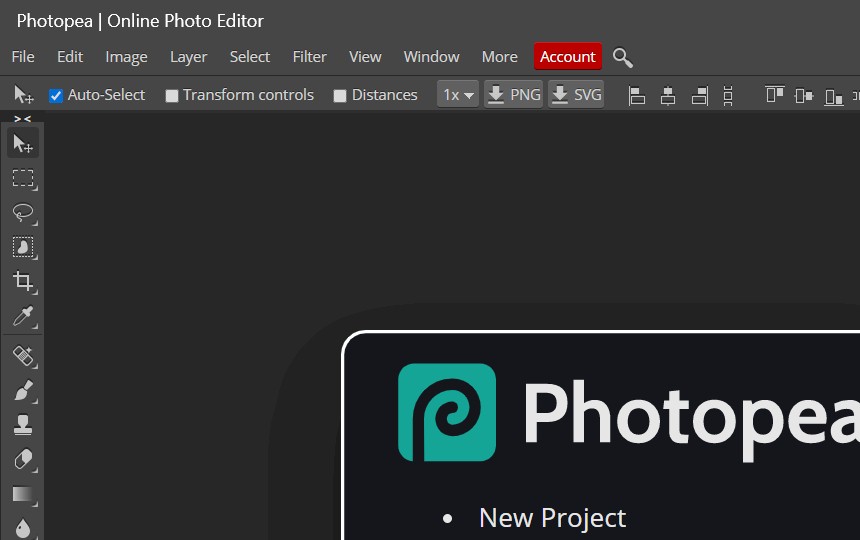 Photopea | Online Photo Editor
File Edit Image Layer Select Filter View Window More Account
Auto-Select Transform controls Distances 1x PNG SVG
> <
Photopea
New Project